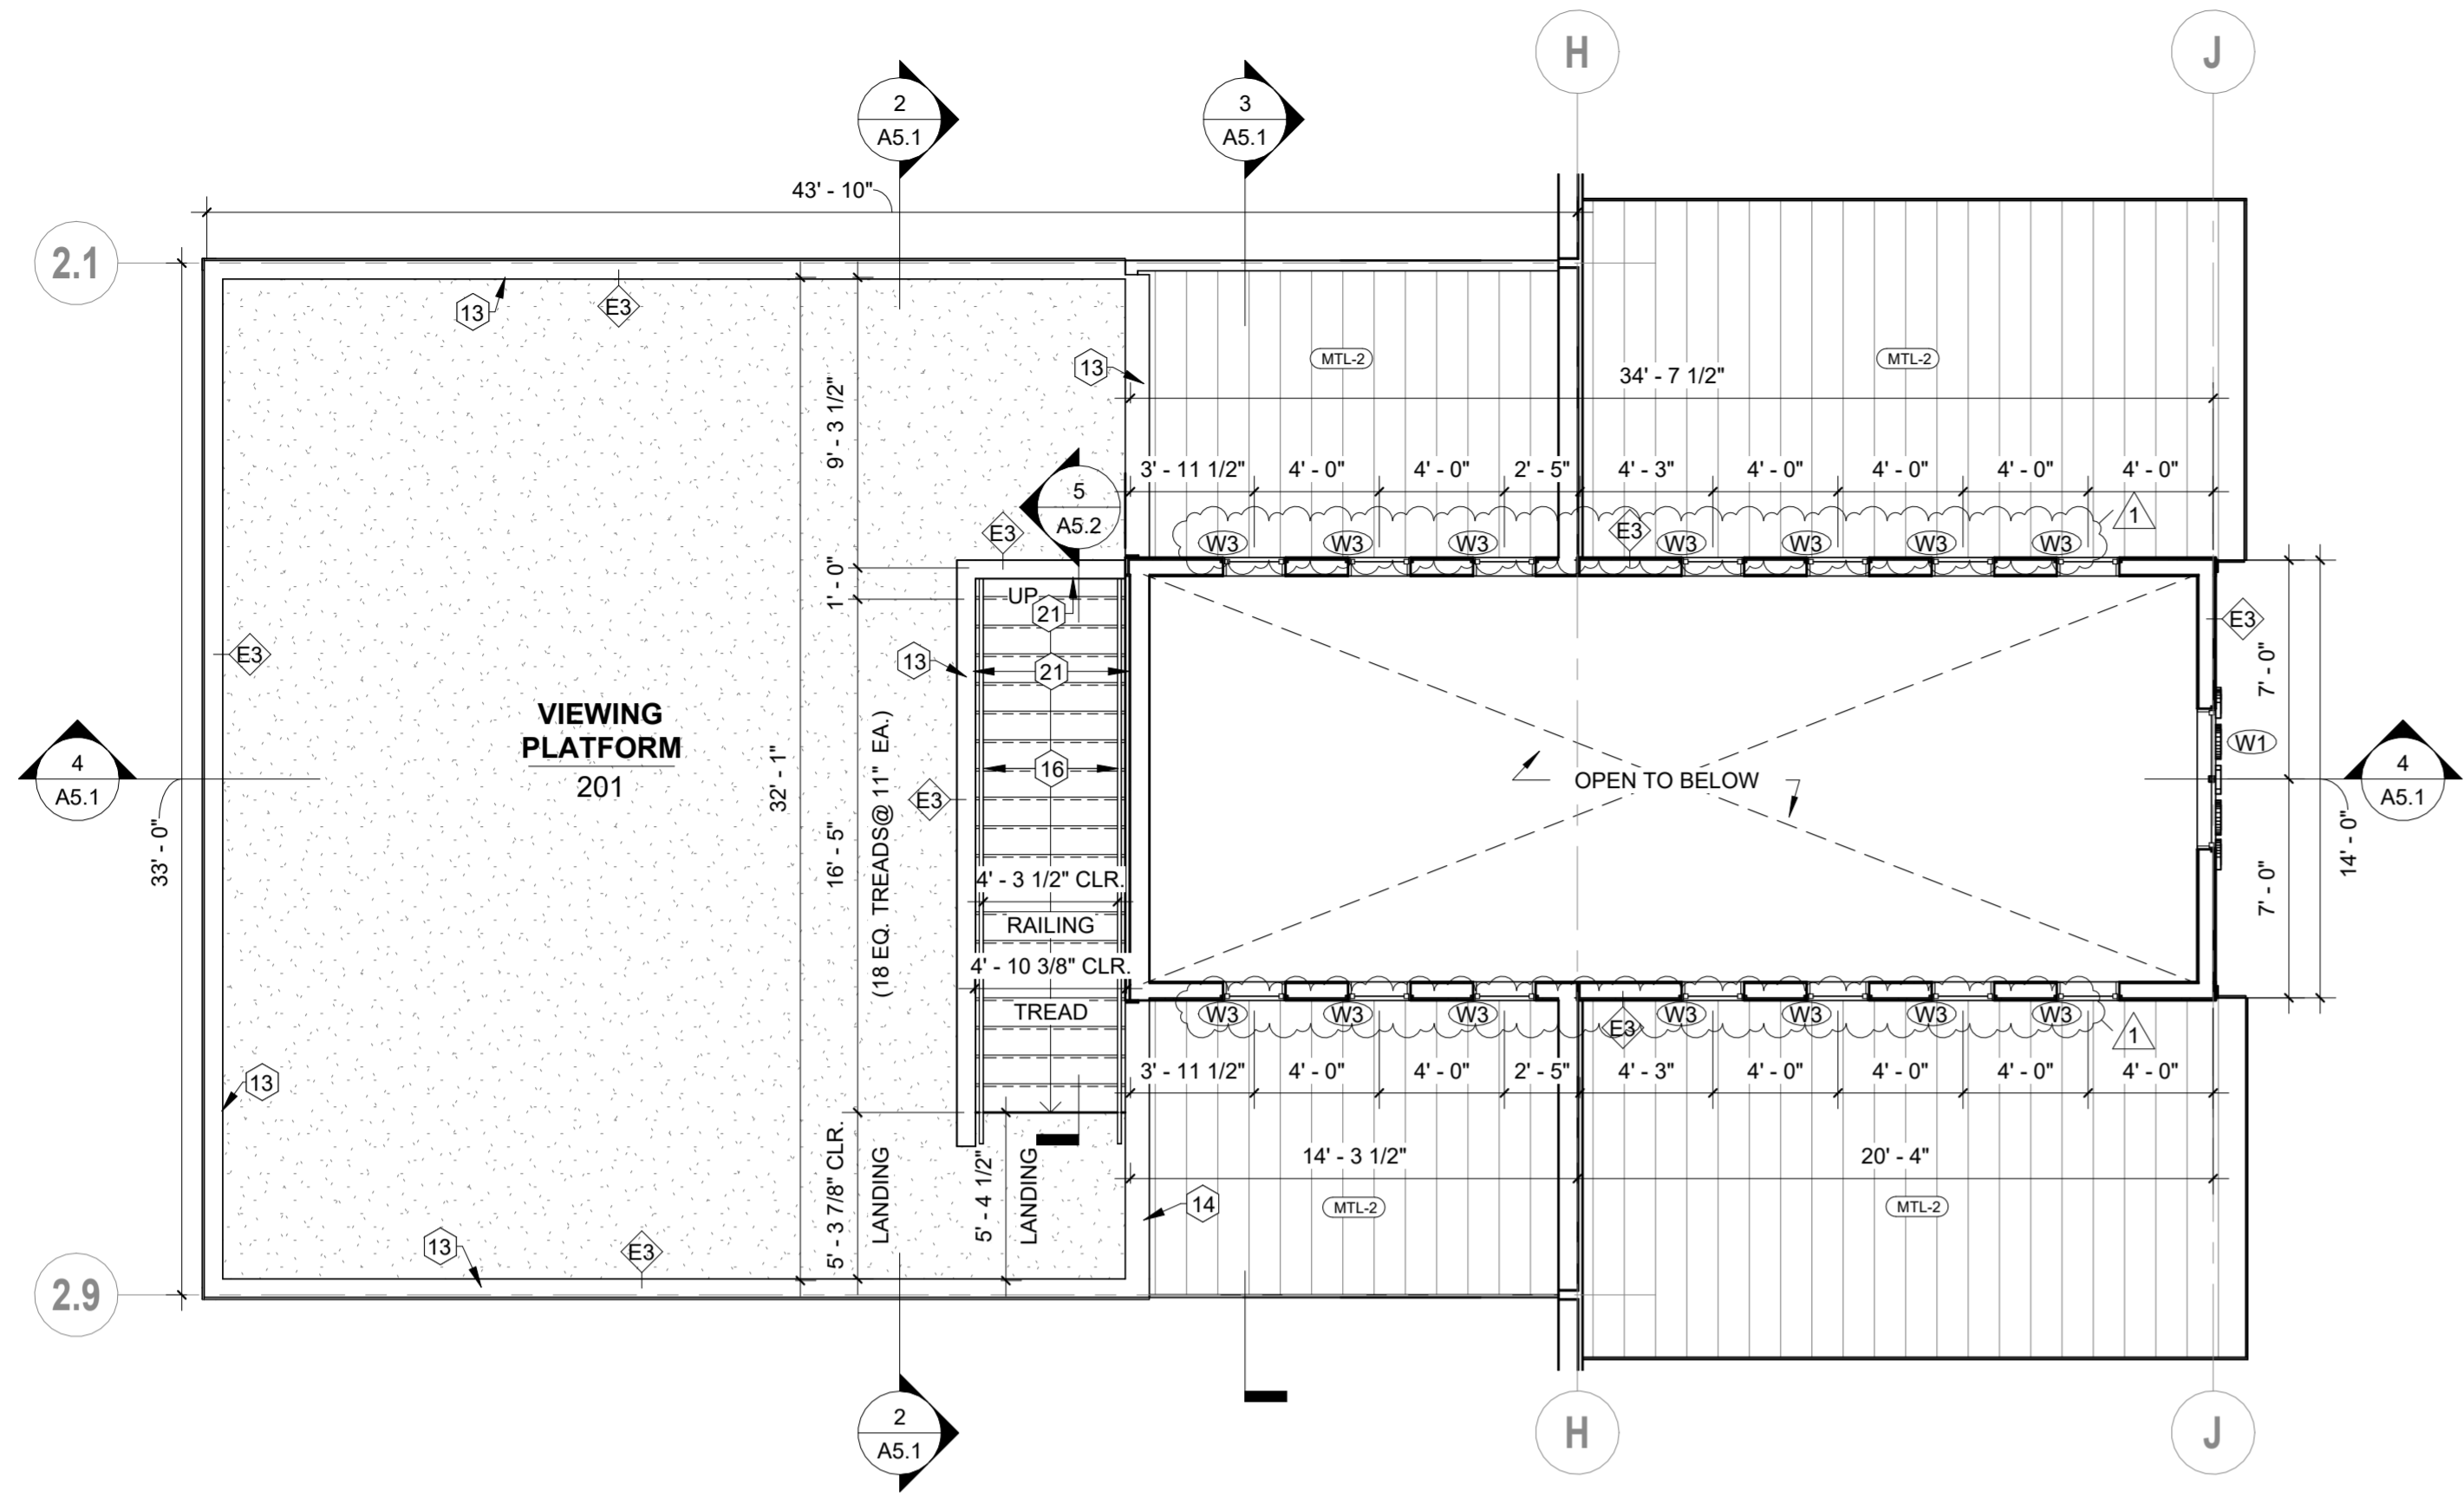 H
J
2
A5.1
3
A5.1
43' - 10"
2.1
13
E3
13
MTL-2
MTL-2
34' - 7 1/2"
9' - 3 1/2"
3' - 11 1/2"
4' - 0"
4' - 0"
2' - 5"
4' - 3"
4' - 0"
4' - 0"
4' - 0"
4' - 0"
5
A5.2
E3
E3
1
W3
W3
W3
W3
W3
W3
W3
1' - 0"
UP
21
E3
E3
13
21
7' - 0"
VIEWING
PLATFORM
201
32' - 1"
16' - 5"
(18 EQ. TREADS@ 11" EA.)
16
E3
OPEN TO BELOW
W1
4
A5.1
4
A5.1
33' - 0"
14' - 0"
7' - 0"
4' - 3 1/2" CLR.
RAILING
4' - 10 3/8" CLR.
TREAD
W3
W3
W3
W3
W3
W3
W3
E3
1
3' - 11 1/2"
4' - 0"
4' - 0"
2' - 5"
4' - 3"
4' - 0"
4' - 0"
4' - 0"
4' - 0"
13
5' - 3 7/8" CLR.
LANDING
5' - 4 1/2"
LANDING
14' - 3 1/2"
20' - 4"
14
MTL-2
MTL-2
13
E3
2.9
2
A5.1
H
J